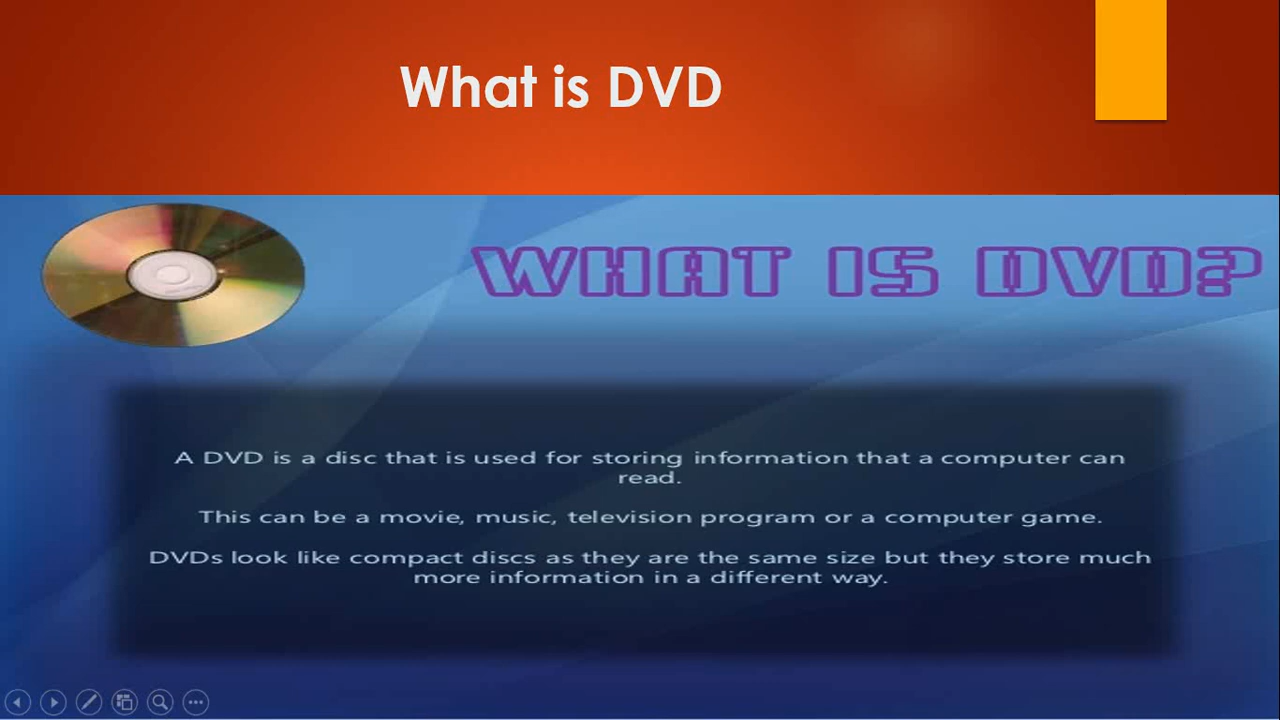 What is DVD
WHAT IS DVD?
A DVD is a disc that is used for storing information that a computer can
read.
This can be a movie, music, television program or a computer game.
DVDs look like compact discs as they are the same size but they store much
more information in a different way.